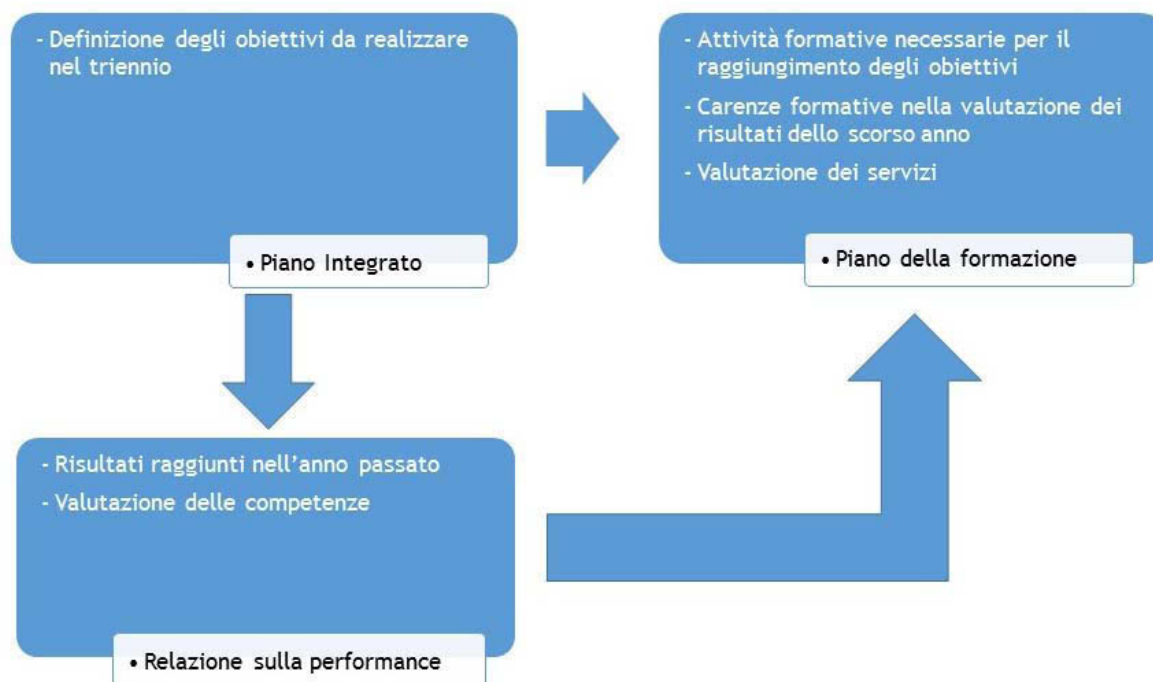 - Definizione degli obiettivi da realizzare
nel triennio
• Piano Integrato
- Attività formative necessarie per il
raggiungimento degli obiettivi
- Carenze formative nella valutazione dei
risultati dello scorso anno
- Valutazione dei servizi
• Piano della formazione
- Risultati raggiunti nell'anno passato
- Valutazione delle competenze
• Relazione sulla performance